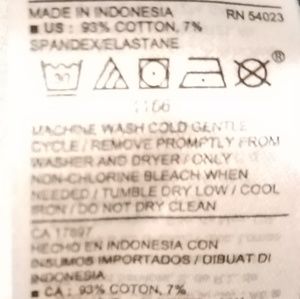 MADE IN INDONESIA RN 54023
■ US : 93% COTTON, 7%
SPANDEX/ELASTANE
®
1166
MACHINE WASH COLD GENTLE
CYCLE / REMOVE PROMPTLY FROM
WASHER AND DRYER / ONLY
NON-CHLORINE BLEACH WHEN
NEEDED / TUMBLE DRY LOW / COOL
IRON / DO NOT DRY CLEAN
CA 17897
HECHO EN INDONESIA CON
INSUMOS IMPORTADOS / DIBUAT DI
INDONESIA
■ CA : 93% COTTON, 7%